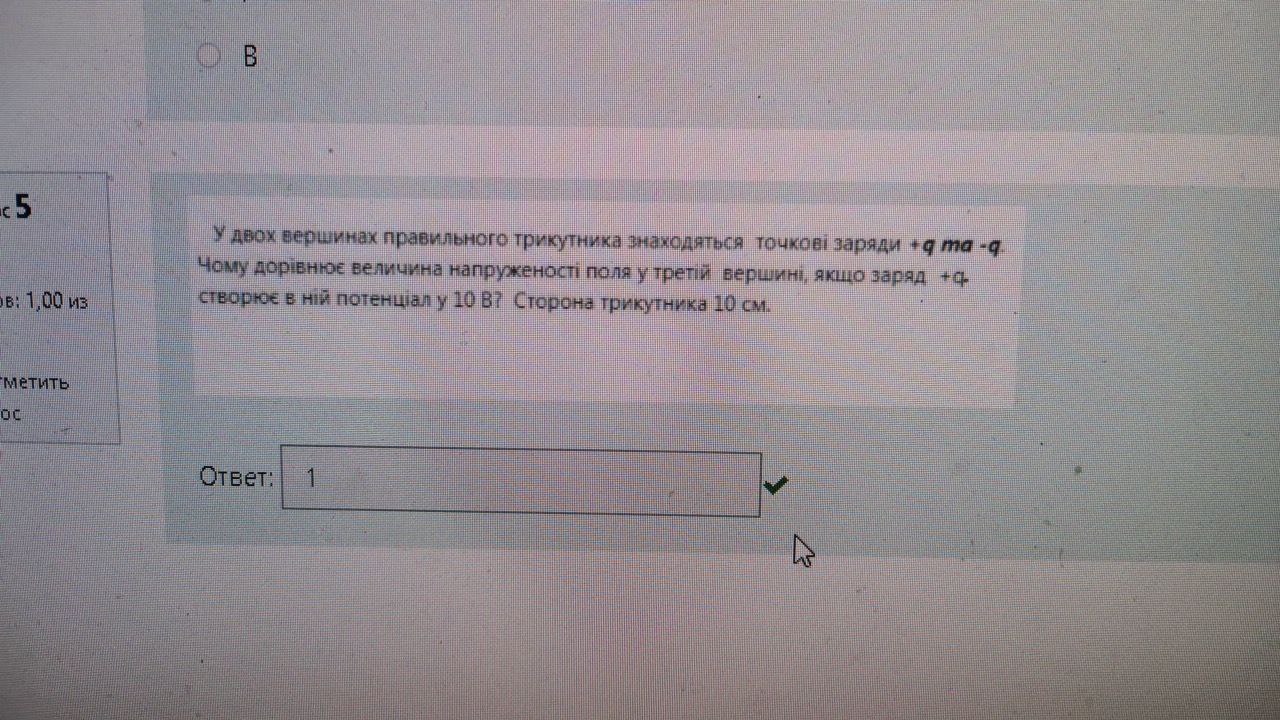 В
5
У двох вершинах правильного трикутника знаходяться точкові заряди +q та -q.
Чому дорівнює величина напруженості поля у третій вершині, якщо заряд +q
створює в ній потенціал у 10 В? Сторона трикутника 10 см.
ов: 1,00 из
тметить
ос
Ответ: 1